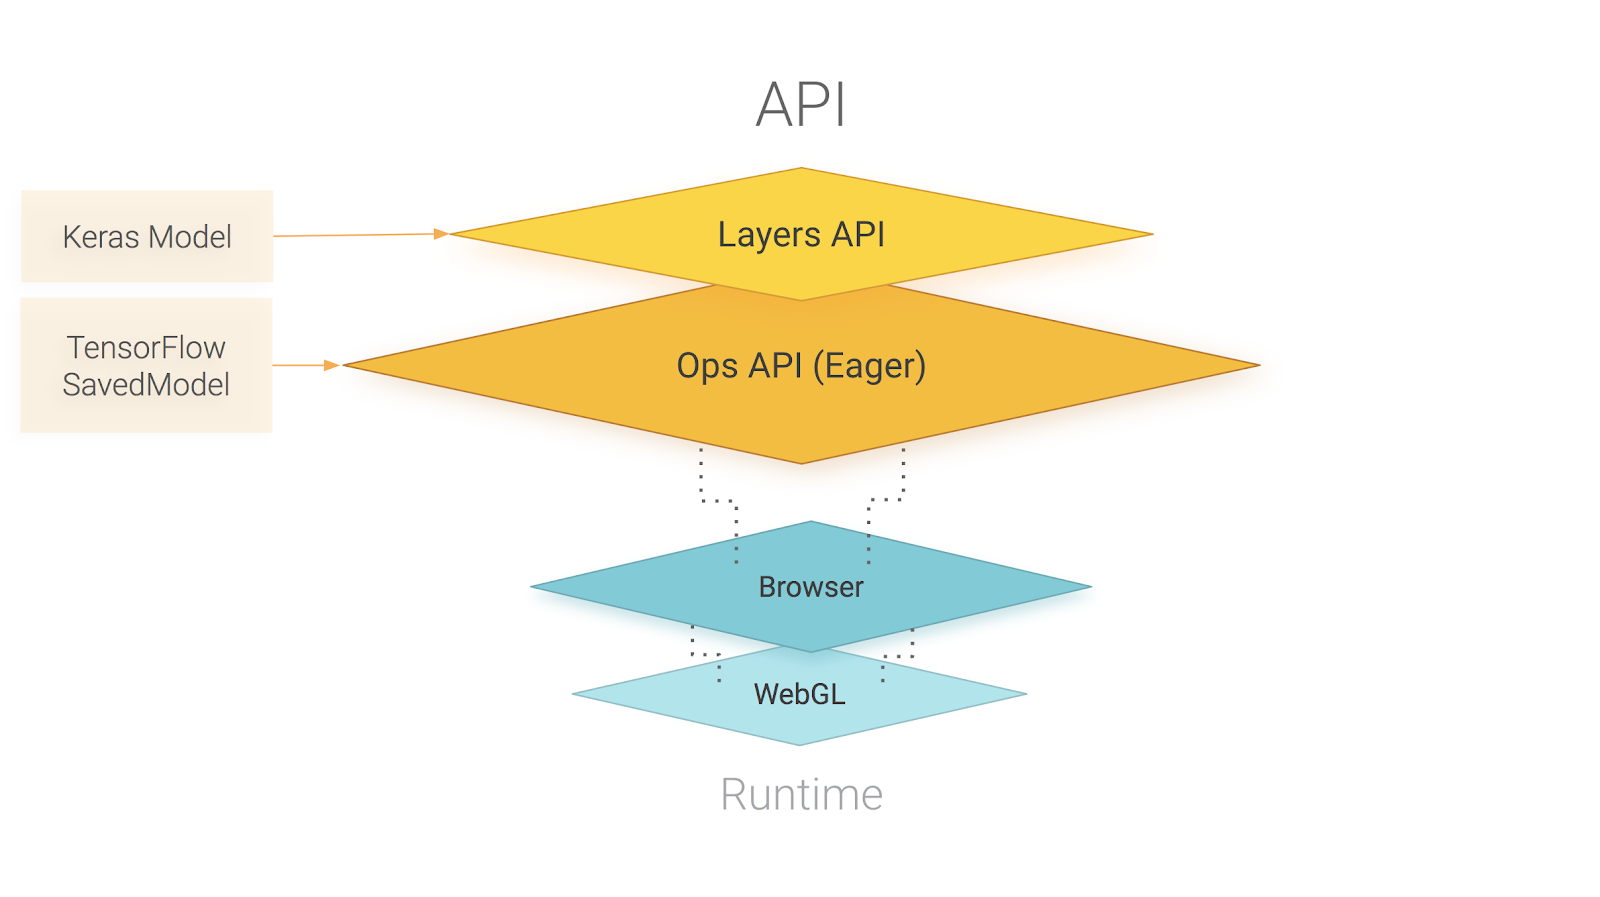 API
Keras Model
Layers API
TensorFlow
SavedModel
Ops API (Eager)
Browser
WebGL
Runtime